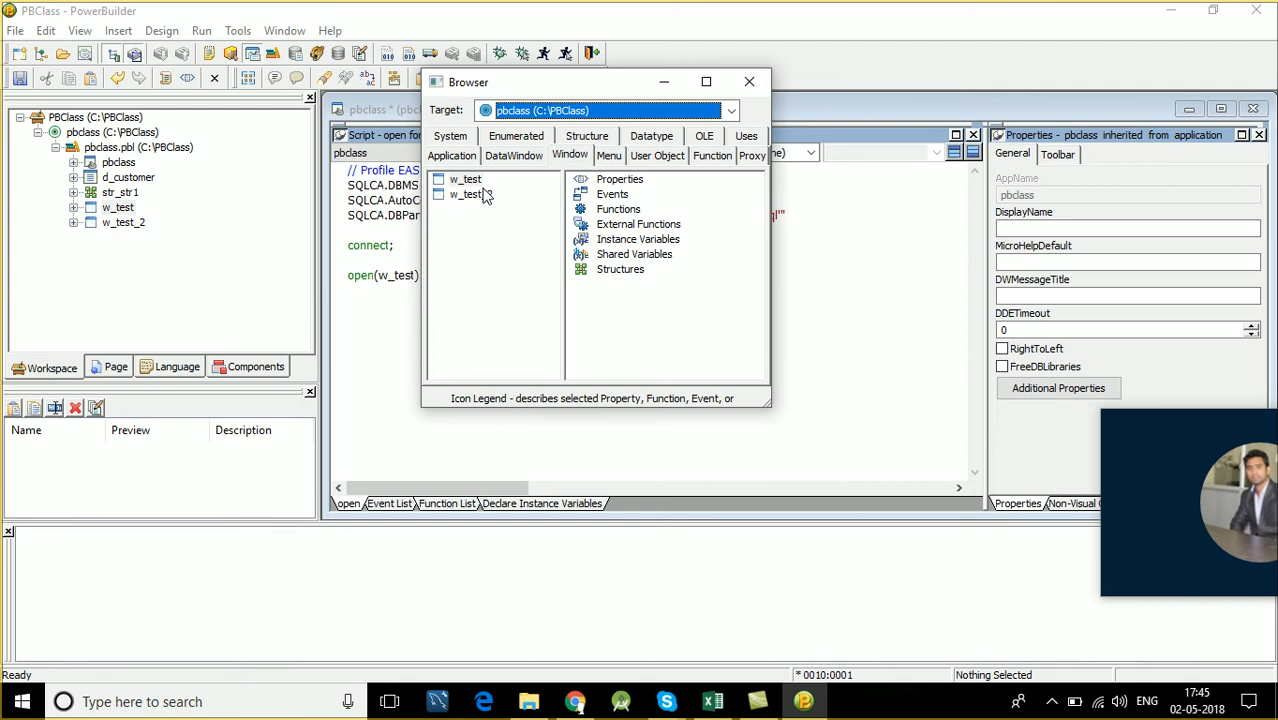 PBClass - PowerBuilder
File Edit View Insert Design Run Tools Window Help
PBClass (C:\PBClass)
pbclass (C:\PBClass)
pbclass.pbl (C:\PBClass)
pbclass
d_customer
str_str1
w_test
w_test_2
Workspace Page Language Components
Name Preview Description
pbclass * (pbc
Script - open for
pbclass
// Profile EAS
SQLCA.DBMS
SQLCA.AutoC
SQLCA.DBPar
connect;
open(w_test)
open Event List Function List Declare Instance Variables
Browser
Target: pbclass (C:\PBClass)
System Enumerated Structure Datatype OLE Uses
Application DataWindow Window Menu User Object Function Proxy
w_test
Properties
Events
Functions
External Functions
Instance Variables
Shared Variables
Structures
Icon Legend - describes selected Property, Function, Event, or
Properties - pbclass inherited from application
General Toolbar
AppName
pbclass
DisplayName
MicroHelpDefault
DWMessageTitle
DDETimeout
0
RightToLeft
FreeDBLibraries
Additional Properties
Properties Non-Visual
Ready
* 0010:0001
Nothing Selected
Type here to search
ENG
17:45
02-05-2018